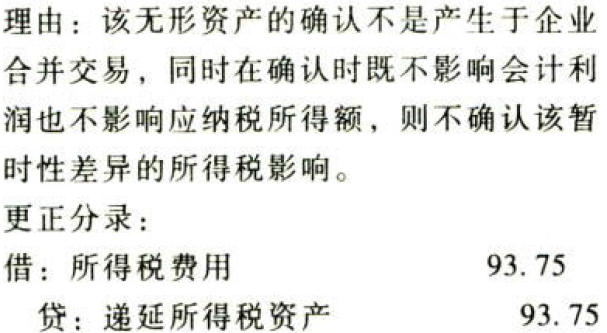 理由：该无形资产的确认不是产生于企业
合并交易，同时在确认时既不影响会计利
润也不影响应纳税所得额，则不确认该暂
时性差异的所得税影响。
更正分录：
借：所得税费用 93.75
贷：递延所得税资产 93.75